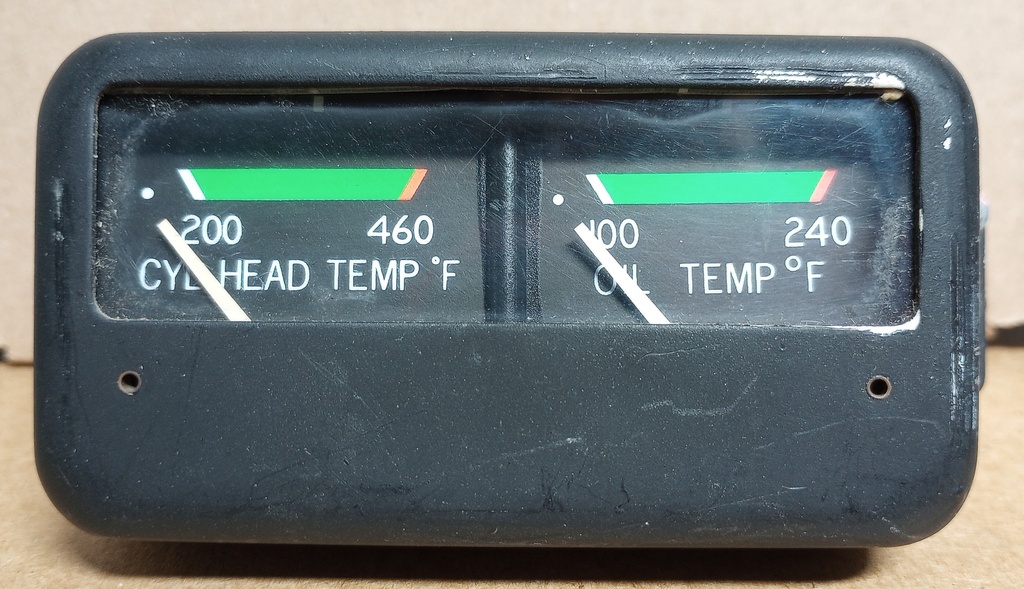 200 460
CYL HEAD TEMP °F
100 240
OIL TEMP °F